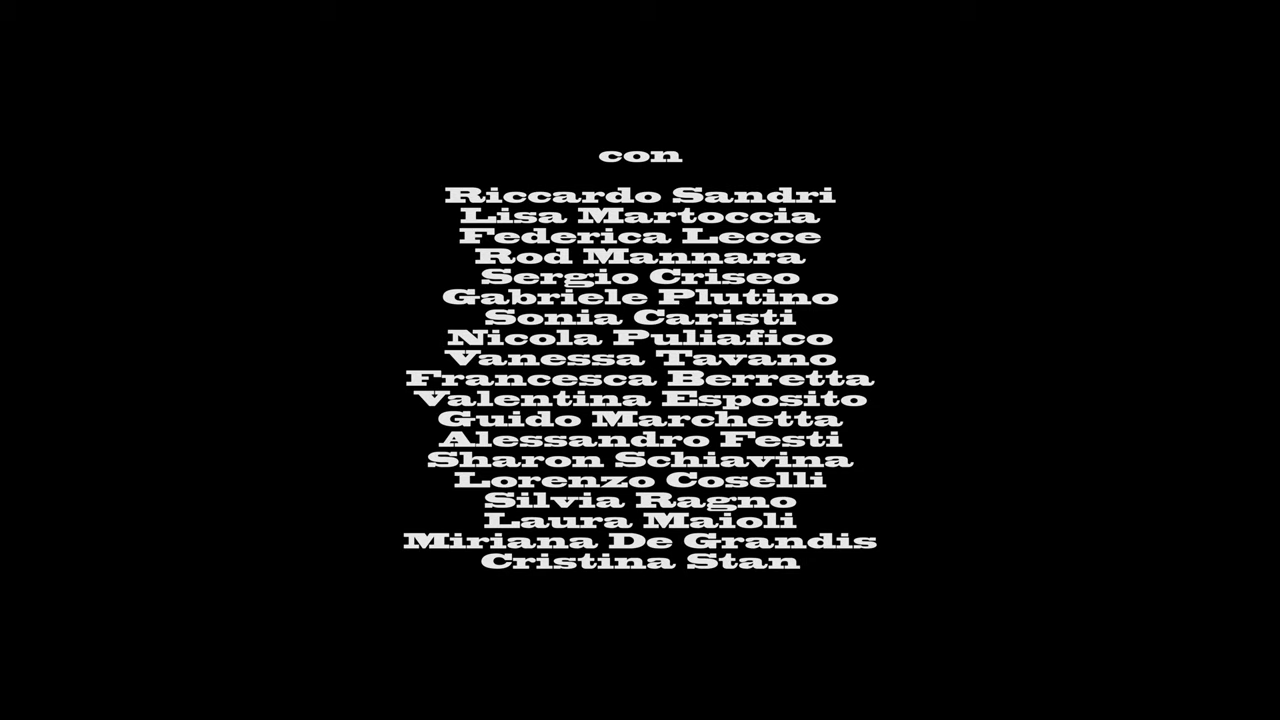 con
Riccardo Sandri
Lisa Martoccia
Federica Lecce
Rod Mannara
Sergio Criseo
Gabriele Plutino
Sonia Caristi
Nicola Puliafico
Vanessa Tavano
Francesca Berretta
Valentina Esposito
Guido Marchetta
Alessandro Festi
Sharon Schiavina
Lorenzo Coselli
Silvia Ragno
Laura Maioli
Miriana De Grandis
Cristina Stan